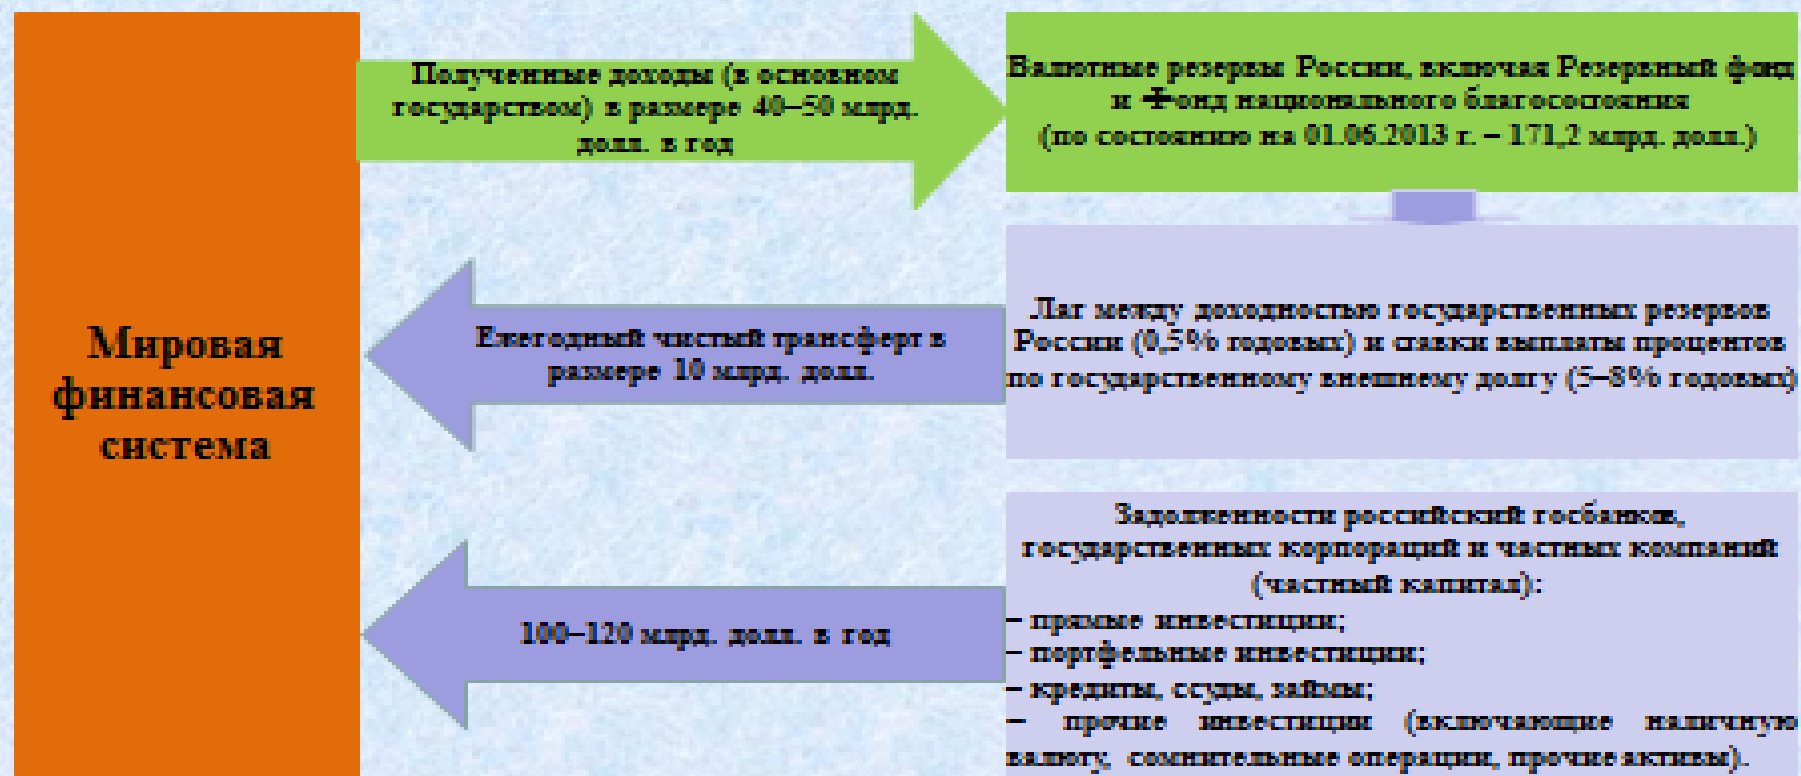 Мировая
финансовая
система
Полученные доходы (в основном
государством) в размере 40–50 млрд.
долл. в год
Валютные резервы России, включая Резервный фонд
и Фонд национального благосостояния
(по состоянию на 01.06.2013 г. – 171,2 млрд. долл.)
Ежегодный чистый трансферт в
размере 10 млрд. долл.
Лаг между доходностью государственных резервов
России (0,5% годовых) и ставки выплаты процентов
по государственному внешнему долгу (5–8% годовых)
100–120 млрд. долл. в год
Задолженности российский госбанков,
государственных корпораций и частных компаний
(частный капитал):
– прямые инвестиции;
– портфельные инвестиции;
– кредиты, ссуды, займы;
– прочие инвестиции (включающие наличную
валюту, сомнительные операции, прочие активы).